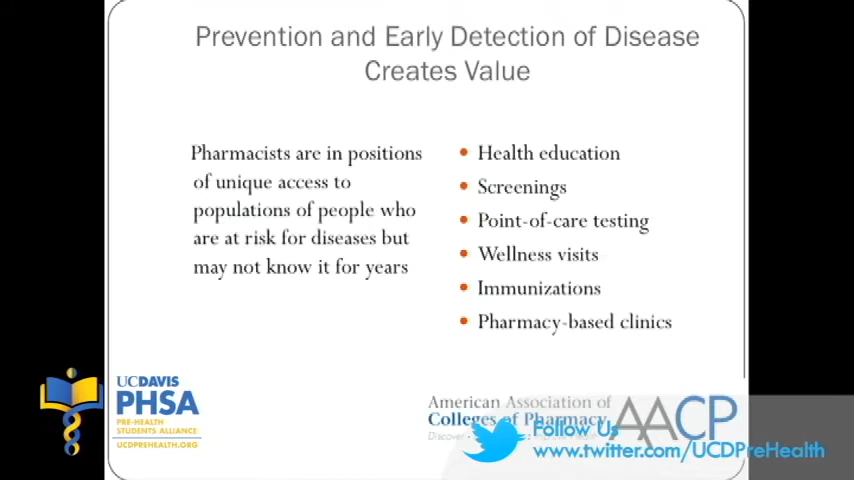 Prevention and Early Detection of Disease
Creates Value
Pharmacists are in positions
of unique access to
populations of people who
are at risk for diseases but
may not know it for years
• Health education
• Screenings
• Point-of-care testing
• Wellness visits
• Immunizations
• Pharmacy-based clinics
UCDAVIS
PHSA
PRE-HEALTH
STUDENTS ALLIANCE
UCDPREHEALTH.ORG
American Association of
Colleges of Pharmacy
AACP
Discover
Follow Us
www.twitter.com/UCDPreHealth